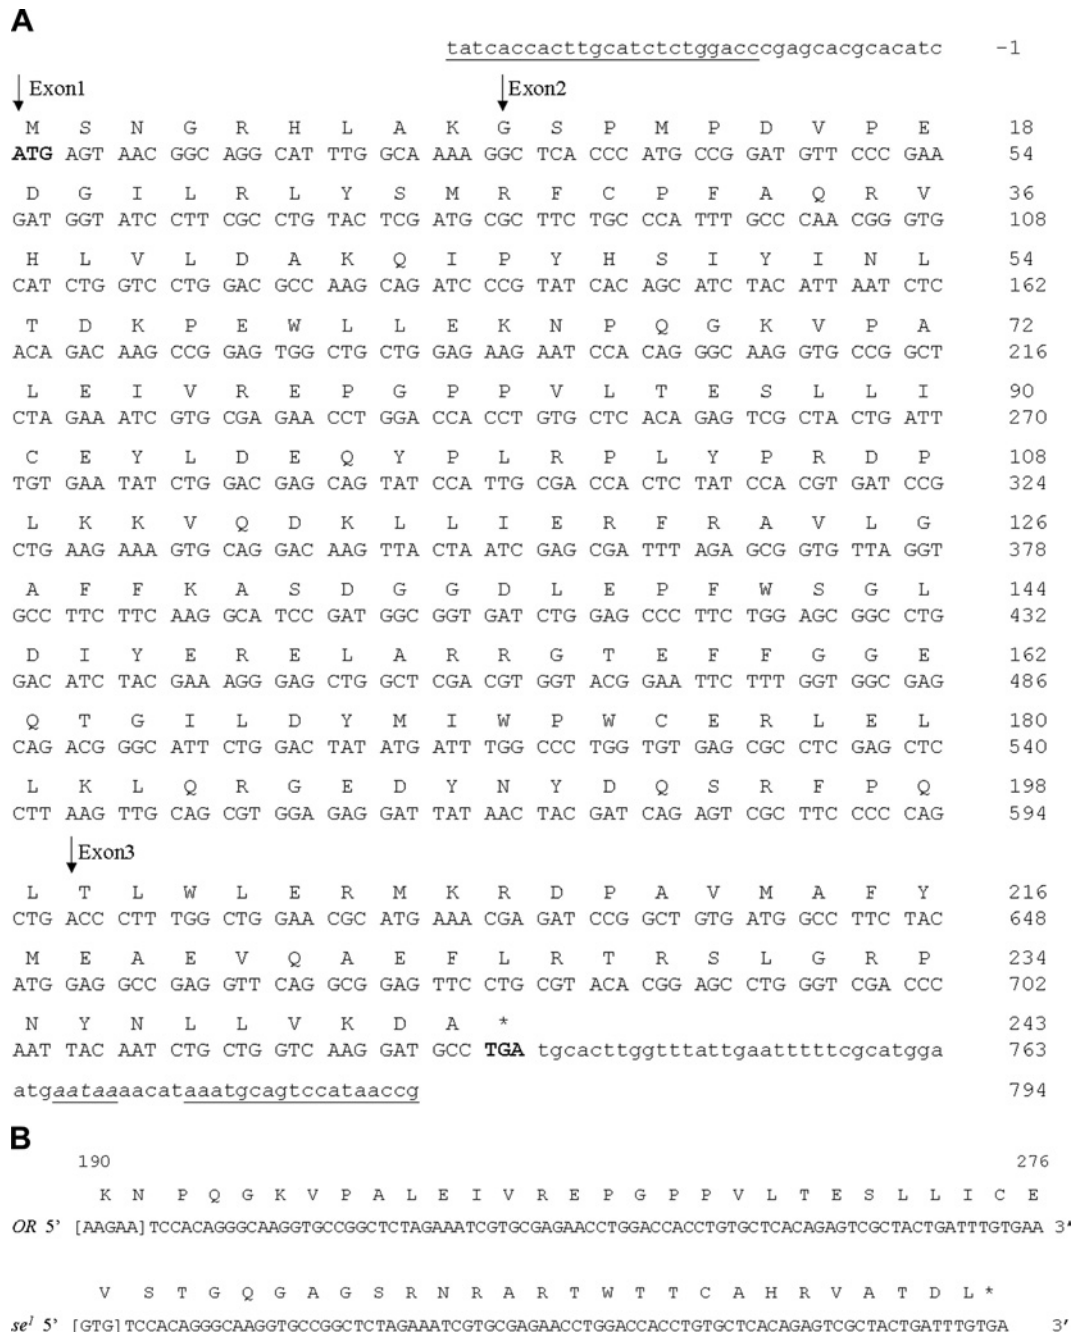 A
tatcaccacttgcatctctggacccgagcacgcacatc -1
Exon1 Exon2
M S N G R H L A K G S P M P D V P E 18
ATG AGT AAC GGC AGG CAT TTG GCA AAA GGC TCA CCC ATG CCG GAT GTT CCC GAA 54
D G I L R L Y S M R F C P F A Q R V 36
GAT GGT ATC CTT CGC CTG TAC TCG ATG CGC TTC TGC CCA TTT GCC CAA CGG GTG 108
H L V L D A K Q I P Y H S I Y I N L 54
CAT CTG GTC CTG GAC GCC AAG CAG ATC CCG TAT CAC AGC ATC TAC ATT AAT CTC 162
T D K P E W L L E K N P Q G K V P A 72
ACA GAC AAG CCG GAG TGG CTG CTG GAG AAG AAT CCA CAG GGC AAG GTG CCG GCT 216
L E I V R E P G P P V L T E S L L I 90
CTA GAA ATC GTG CGA GAA CCT GGA CCA CCT GTG CTC ACA GAG TCG CTA CTG ATT 270
C E Y L D E Q Y P L R P L Y P R D P 108
TGT GAA TAT CTG GAC GAG CAG TAT CCA TTG CGA CCA CTC TAT CCA CGT GAT CCG 324
L K K V Q D K L L I E R F R A V L G 126
CTG AAG AAA GTG CAG GAC AAG TTA CTA ATC GAG CGA TTT AGA GCG GTG TTA GGT 378
A F F K A S D G G D L E P F W S G L 144
GCC TTC TTC AAG GCA TCC GAT GGC GGT GAT CTG GAG CCC TTC TGG AGC GGC CTG 432
D I Y E R E L A R R G T E F F G G E 162
GAC ATC TAC GAA AGG GAG CTG GCT CGA CGT GGT ACG GAA TTC TTT GGT GGC GAG 486
Q T G I L D Y M I W P W C E R L E L 180
CAG ACG GGC ATT CTG GAC TAT ATG ATT TGG CCC TGG TGT GAG CGC CTC GAG CTC 540
L K L Q R G E D Y N Y D Q S R F P Q 198
CTT AAG TTG CAG CGT GGA GAG GAT TAT AAC TAC GAT CAG AGT CGC TTC CCC CAG 594
Exon3
L T L W L E R M K R D P A V M A F Y 216
CTG ACC CTT TGG CTG GAA CGC ATG AAA CGA GAT CCG GCT GTG ATG GCC TTC TAC 648
M E A E V Q A E F L R T R S L G R P 234
ATG GAG GCC GAG GTT CAG GCG GAG TTC CTG CGT ACA CGG AGC CTG GGT CGA CCC 702
N Y N L L V K D A * 243
AAT TAC AAT CTG CTG GTC AAG GAT GCC TGA tgcacttggtttattgaatttttcgcatgga 763
atgaataaaacataaatgcagtccataaccg 794
B
190 276
K N P Q G K V P A L E I V R E P G P P V L T E S L L I C E
OR 5' [AAGAA]TCCACAGGGCAAGGTGCCGGCTCTAGAAATCGTGCGAGAACCTGGACCACCTGTGCTCACAGAGTCGCTACTGATTTGTGAA 3'
V S T G Q G A G S R N R A R T W T T C A H R V A T D L *
se1 5' [GTG]TCCACAGGGCAAGGTGCCGGCTCTAGAAATCGTGCGAGAACCTGGACCACCTGTGCTCACAGAGTCGCTACTGATTTGTGA 3'